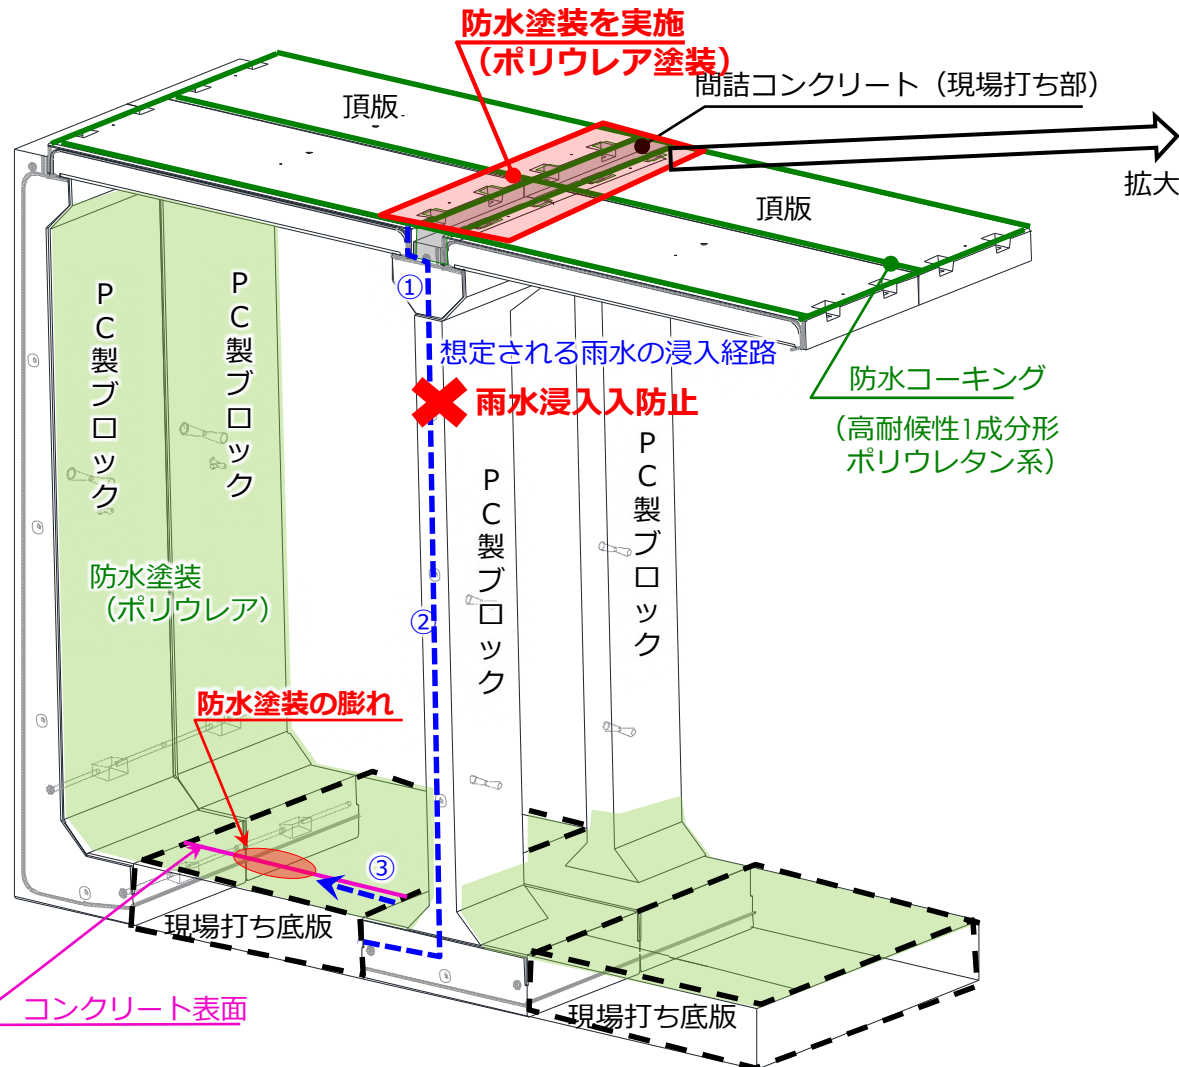 防水塗装を実施
（ポリウレア塗装）
間詰コンクリート（現場打ち部）
頂版
拡大
頂版
①
PC製ブロック
PC製ブロック
想定される雨水の浸入経路
雨水浸入入防止
防水コーキング
（高耐候性1成分形
ポリウレタン系）
PC製ブロック
PC製ブロック
防水塗装
（ポリウレア）
②
防水塗装の膨れ
③
現場打ち底版
コンクリート表面
現場打ち底版